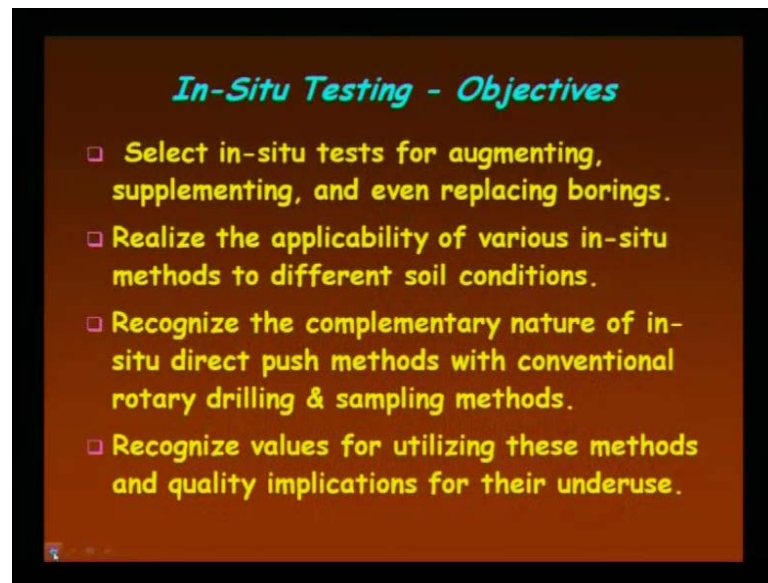 In-Situ Testing - Objectives
Select in-situ tests for augmenting,
supplementing, and even replacing borings.
Realize the applicability of various in-situ
methods to different soil conditions.
Recognize the complementary nature of in-
situ direct push methods with conventional
rotary drilling & sampling methods.
Recognize values for utilizing these methods
and quality implications for their underuse.